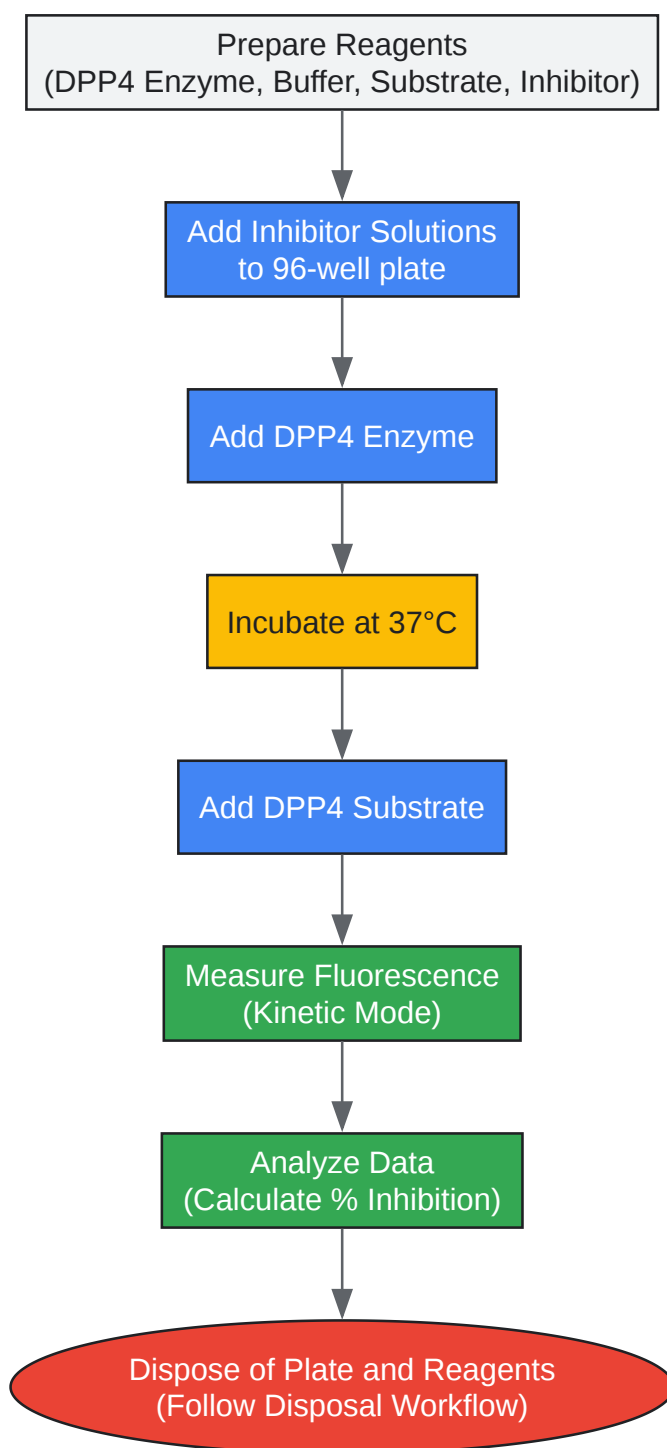 Prepare Reagents
(DPP4 Enzyme, Buffer, Substrate, Inhibitor)
Add Inhibitor Solutions
to 96-well plate
Add DPP4 Enzyme
Incubate at 37°C
Add DPP4 Substrate
Measure Fluorescence
(Kinetic Mode)
Analyze Data
(Calculate % Inhibition)
Dispose of Plate and Reagents
(Follow Disposal Workflow)